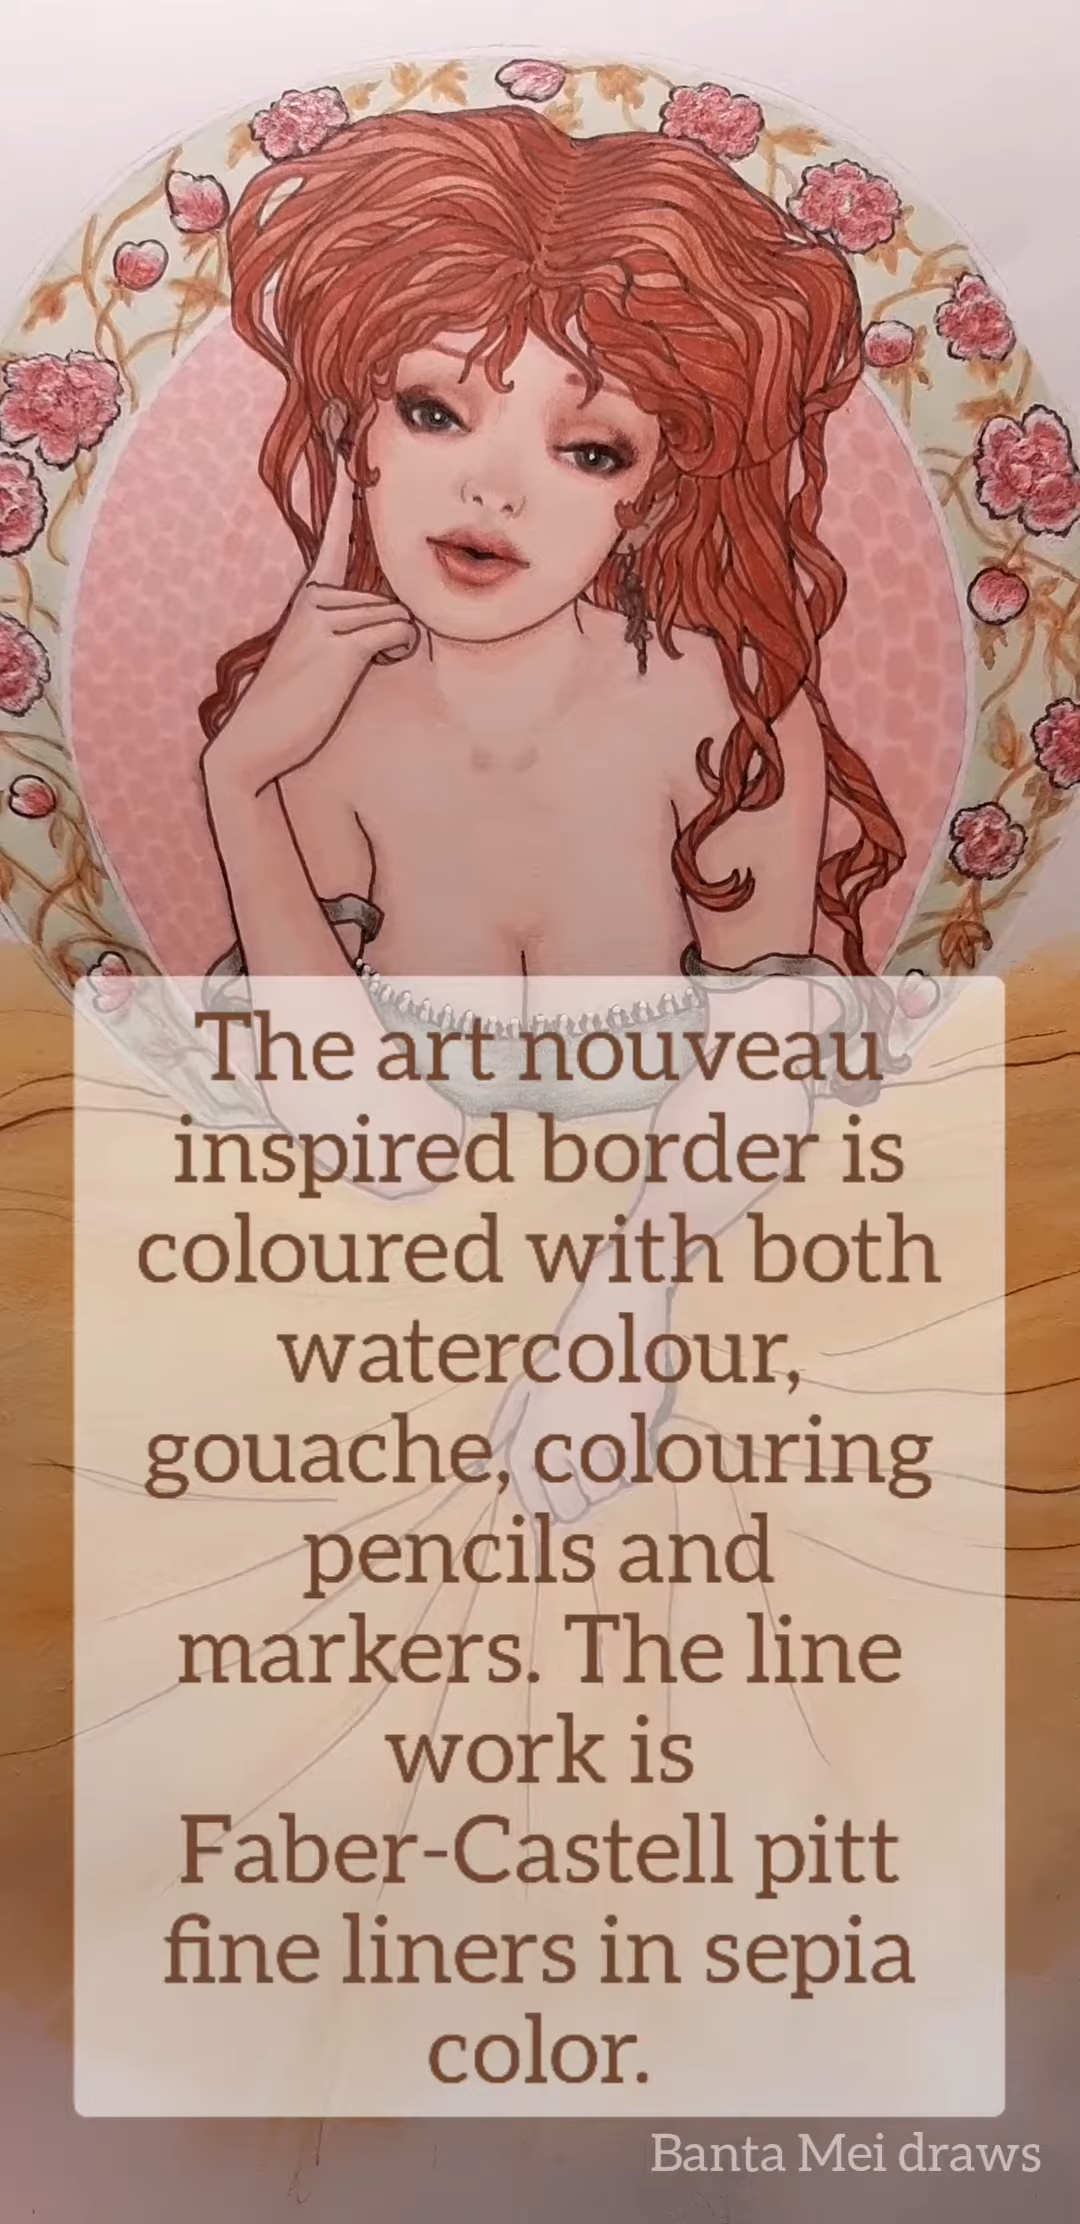 The art nouveau
inspired border is
coloured with both
watercolour,
gouache, colouring
pencils and
markers. The line
work is
Faber-Castell pitt
fine liners in sepia
color.
Banta Mei draws